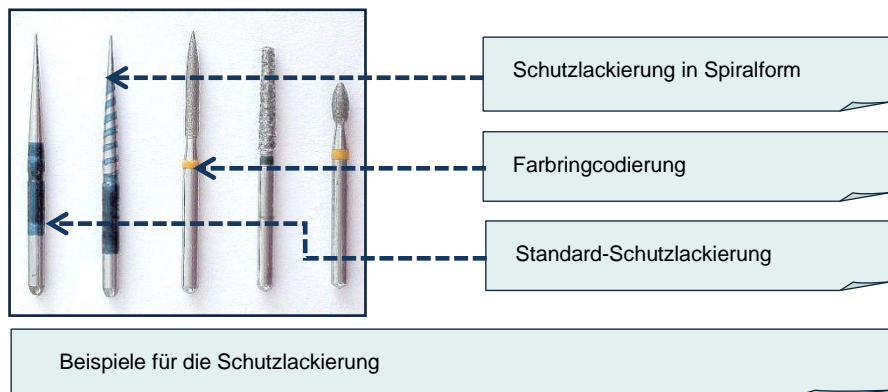 Schutzlackierung in Spiralform
Farbringcodierung
Standard-Schutzlackierung
Beispiele für die Schutzlackierung